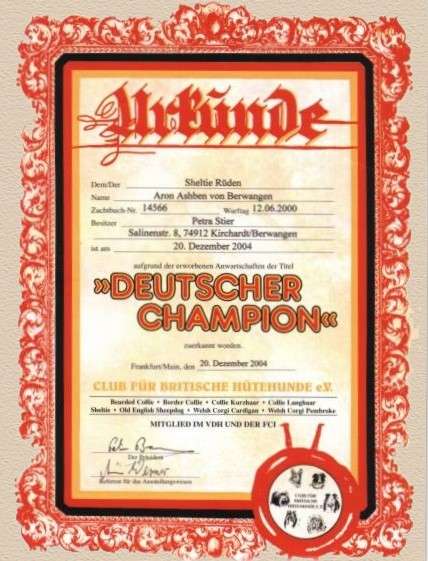 Urkunde
Dem/Der Sheltie Rüden
Name Aron Ashben von Berwangen
Zuchtbuch-Nr. 14566 Wurftag 12.06.2000
Besitzer Petra Stier
Salinenstr. 8, 74912 Kirchardt/Berwangen
ist am 20. Dezember 2004
aufgrund der erworbenen Anwartschaften der Titel
»DEUTSCHER
CHAMPION«
zuerkannt worden.
Frankfurt/Main, den 20. Dezember 2004
CLUB FÜR BRITISCHE HÜTEHUNDE e.V.
Bearded Collie • Border Collie • Collie Kurzhaar • Collie Langhaar
Sheltie • Old English Sheepdog • Welsh Corgi Cardigan • Welsh Corgi Pembroke
MITGLIED IM VDH UND DER FCI
Der Präsident
Referent für das Ausstellungswesen
CLUB FÜR
BRITISCHE
HÜTEHUNDE e.V.